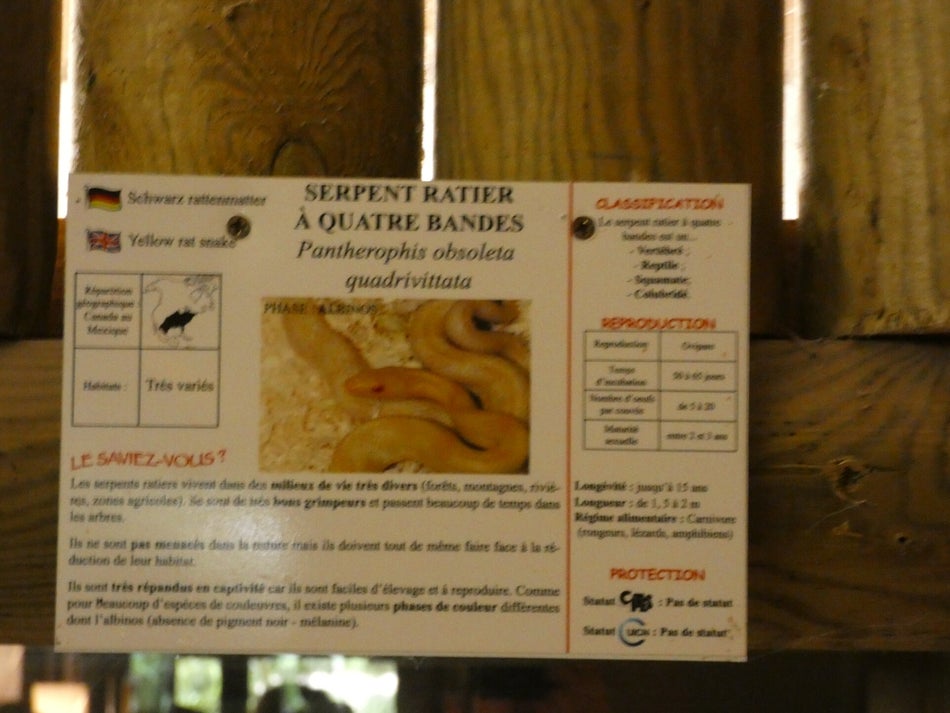 Schwarz rattennatter
Yellow rat snake
SERPENT RATIER
À QUATRE BANDES
Pantherophis obsoleta
quadrivittata
Répartition
géographique :
Canada au
Mexique
Habitats :
Très variés
PHASE : ALBINOS
LE SAVIEZ-VOUS ?
Les serpents ratiers vivent dans des milieux de vie très divers (forêts, montagnes, riviè-
res, zones agricoles). Ils sont de très bons grimpeurs et passent beaucoup de temps dans
les arbres.
Ils ne sont pas menacés dans la nature mais ils doivent tout de même faire face à la ré-
duction de leur habitat.
Ils sont très répandus en captivité car ils sont faciles d'élevage et à reproduire. Comme
pour Beaucoup d'espèces de couleuvres, il existe plusieurs phases de couleur différentes
dont l'albinos (absence de pigment noir - mélanine).
CLASSIFICATION
Le serpent ratier à quatre
bandes est un...
- Vertébré ;
- Reptile ;
- Squamate;
- Colubridé.
REPRODUCTION
Reproduction Ovipare
Temps
d'incubation
50 à 65 jours
Nombre d'oeufs
par couvée
de 5 à 20
Maturité
sexuelle
entre 2 et 3 ans
Longévité : jusqu'à 15 ans
Longueur : de 1, 5 à 2 m
Régime alimentaire : Carnivore
(rongeurs, lézards, amphibiens)
PROTECTION
Statut : Pas de statut
Statut UICN : Pas de statut